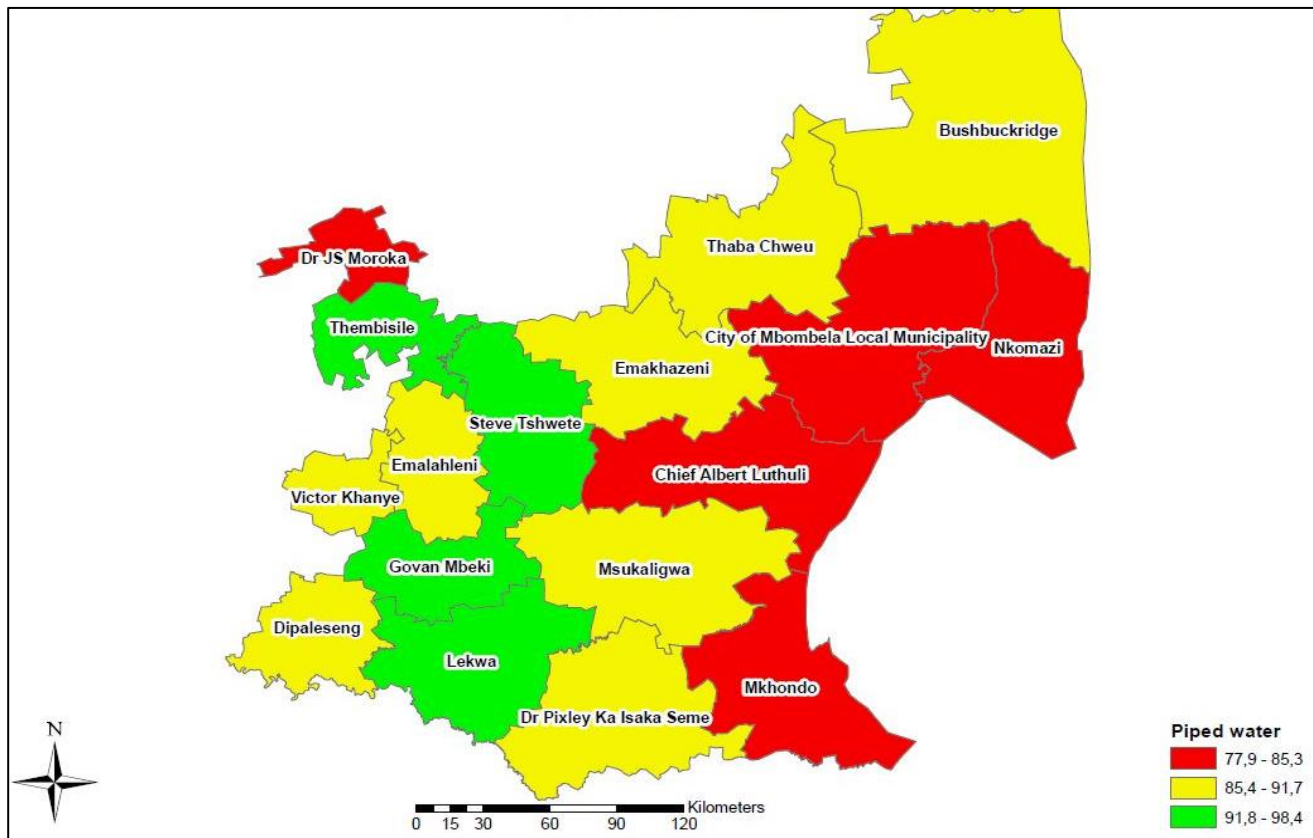 Bushbuckridge
Thaba Chweu
Dr JS Moroka
Thembisile
City of Mbombela Local Municipality
Nkomazi
Emakhazeni
Steve Tshwete
Emalahleni
Chief Albert Luthuli
Victor Khanye
Govan Mbeki
Msukaligwa
Dipaleseng
Lekwa
Mkhondo
Dr Pixley Ka Isaka Seme
N
Piped water
77,9 - 85,3
85,4 - 91,7
91,8 - 98,4
Kilometers
0 15 30 60 90 120